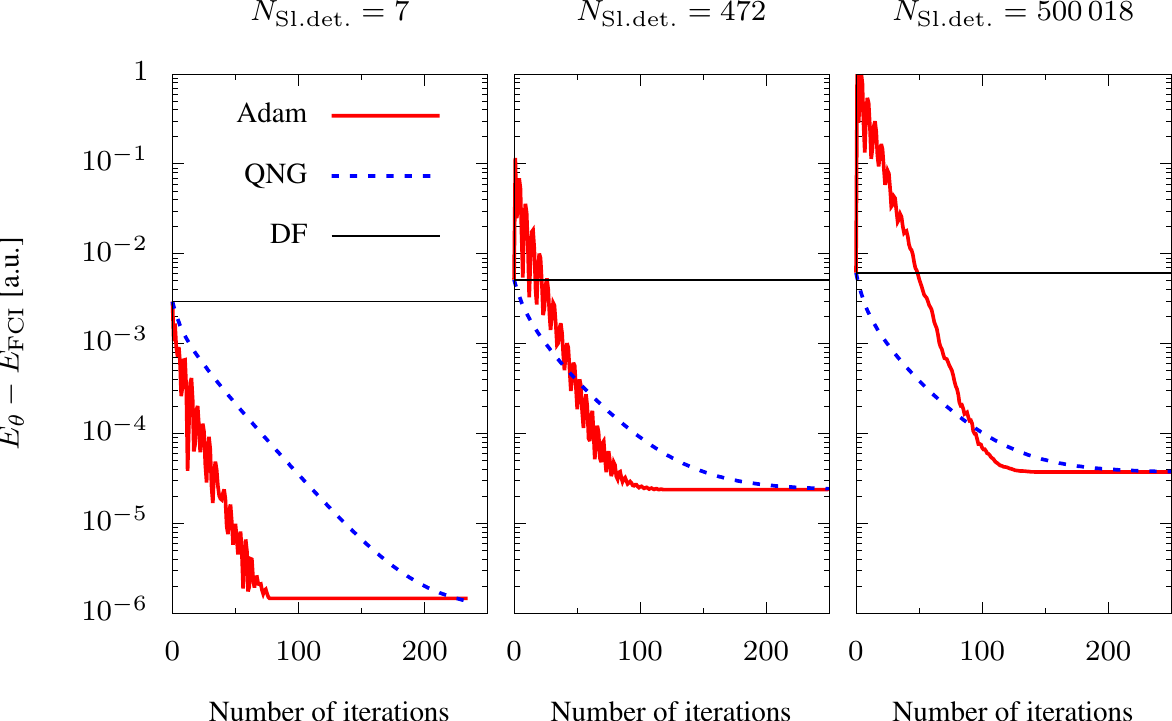 N_Sl.det. = 7
N_Sl.det. = 472
N_Sl.det. = 500 018
E_θ − E_FCI [a.u.]
1
10^−1
10^−2
10^−3
10^−4
10^−5
10^−6
Adam
QNG
DF
0 100 200
0 100 200
0 100 200
Number of iterations
Number of iterations
Number of iterations